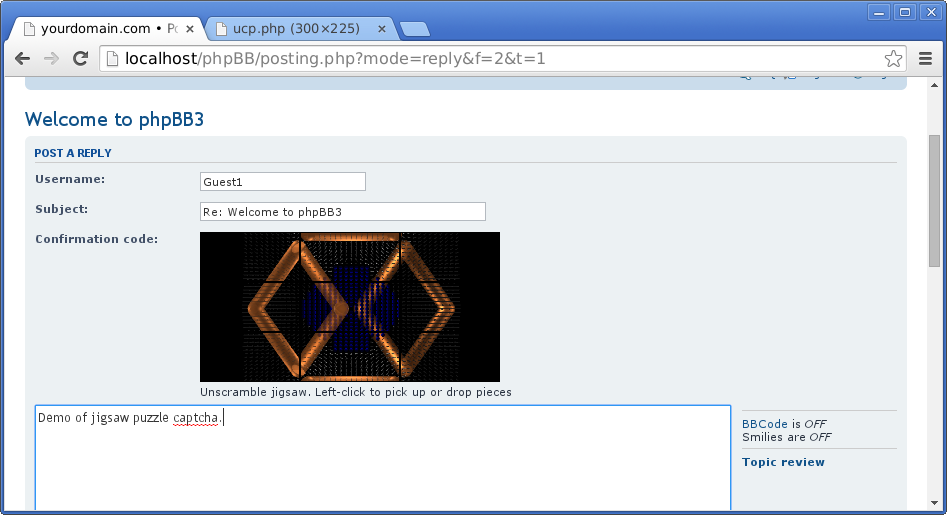 yourdomain.com • Po
ucp.php (300×225)
localhost/phpBB/posting.php?mode=reply&f=2&t=1
Welcome to phpBB3
POST A REPLY
Username:
Guest1
Subject:
Re: Welcome to phpBB3
Confirmation code:
Unscramble jigsaw. Left-click to pick up or drop pieces
Demo of jigsaw puzzle captcha.
BBCode is OFF
Smilies are OFF
Topic review